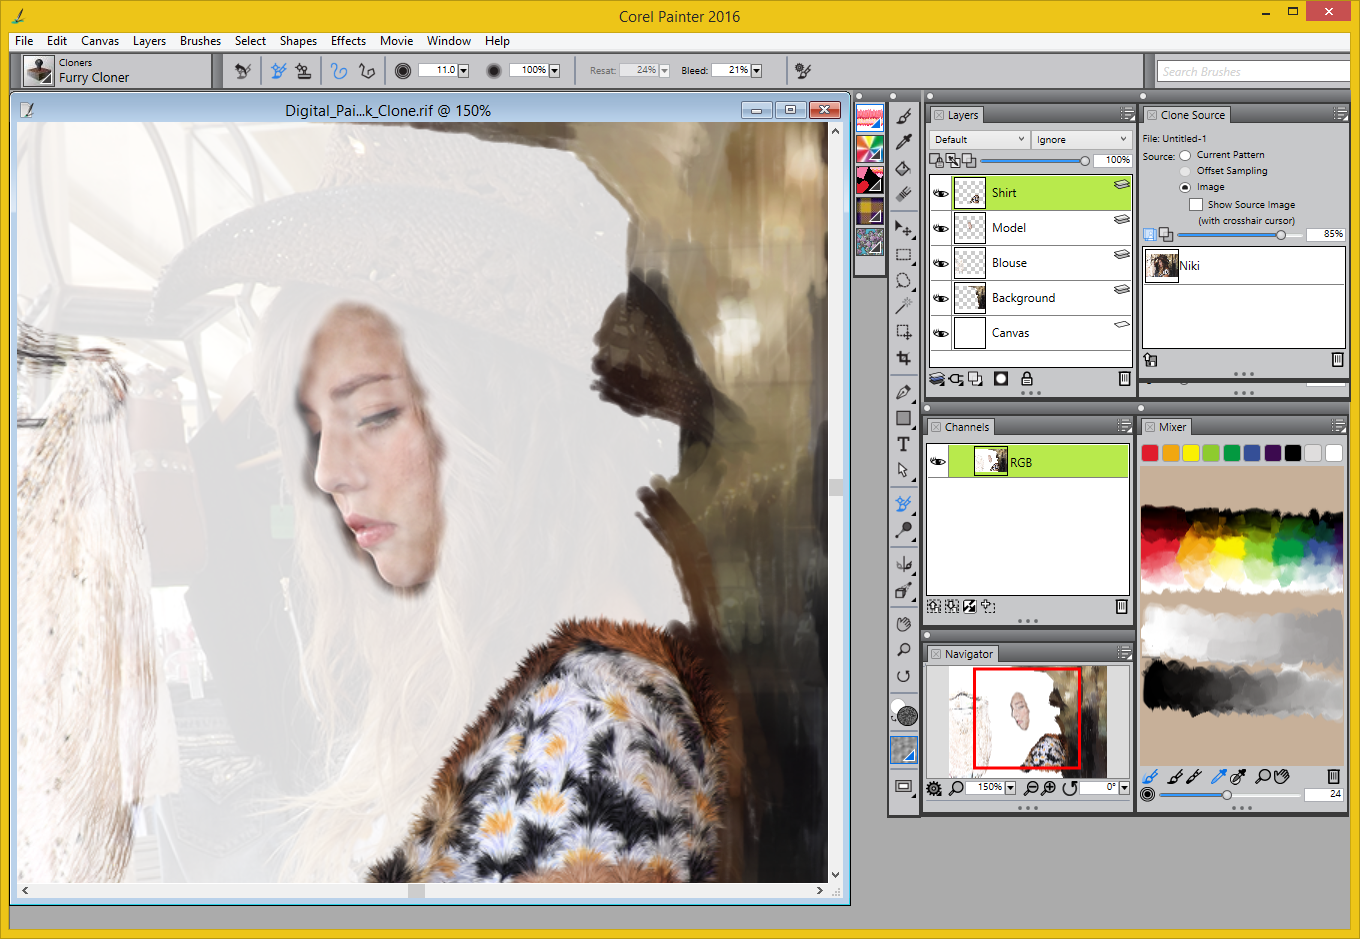 Corel Painter 2016
File Edit Canvas Layers Brushes Select Shapes Effects Movie Window Help
Cloners
Furry Cloner
11.0
100%
Resat: 24%
Bleed: 21%
Search Brushes
Digital_Pai...k_Clone.rif @ 150%
Layers
Default
Ignore
100%
Shirt
Model
Blouse
Background
Canvas
Clone Source
File: Untitled-1
Source: Current Pattern
Offset Sampling
Image
Show Source Image
(with crosshair cursor)
85%
Niki
Channels
RGB
Mixer
T
Navigator
150%
0°
24